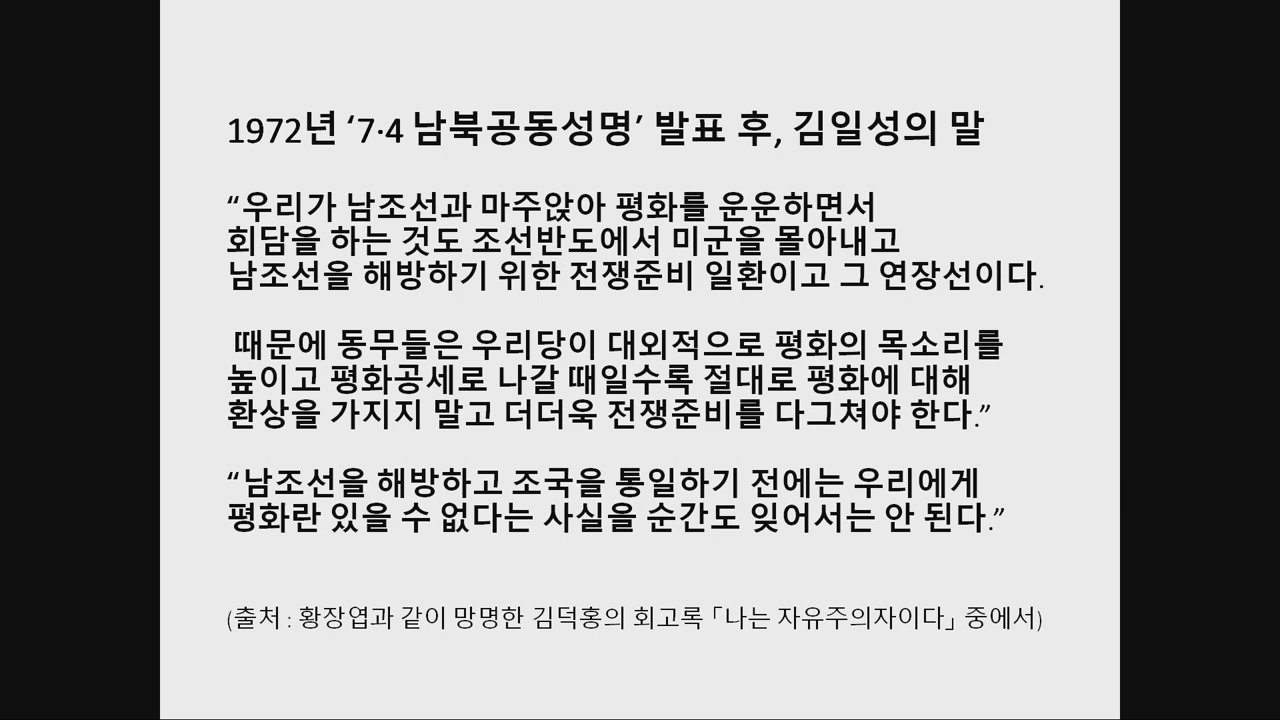 1972년 ‘7·4 남북공동성명’ 발표 후, 김일성의 말
“우리가 남조선과 마주앉아 평화를 운운하면서
회담을 하는 것도 조선반도에서 미군을 몰아내고
남조선을 해방하기 위한 전쟁준비 일환이고 그 연장선이다.
때문에 동무들은 우리당이 대외적으로 평화의 목소리를
높이고 평화공세로 나갈 때일수록 절대로 평화에 대해
환상을 가지지 말고 더더욱 전쟁준비를 다그쳐야 한다.”
“남조선을 해방하고 조국을 통일하기 전에는 우리에게
평화란 있을 수 없다는 사실을 순간도 잊어서는 안 된다.”
(출처 : 황장엽과 같이 망명한 김덕홍의 회고록 「나는 자유주의자이다」 중에서)